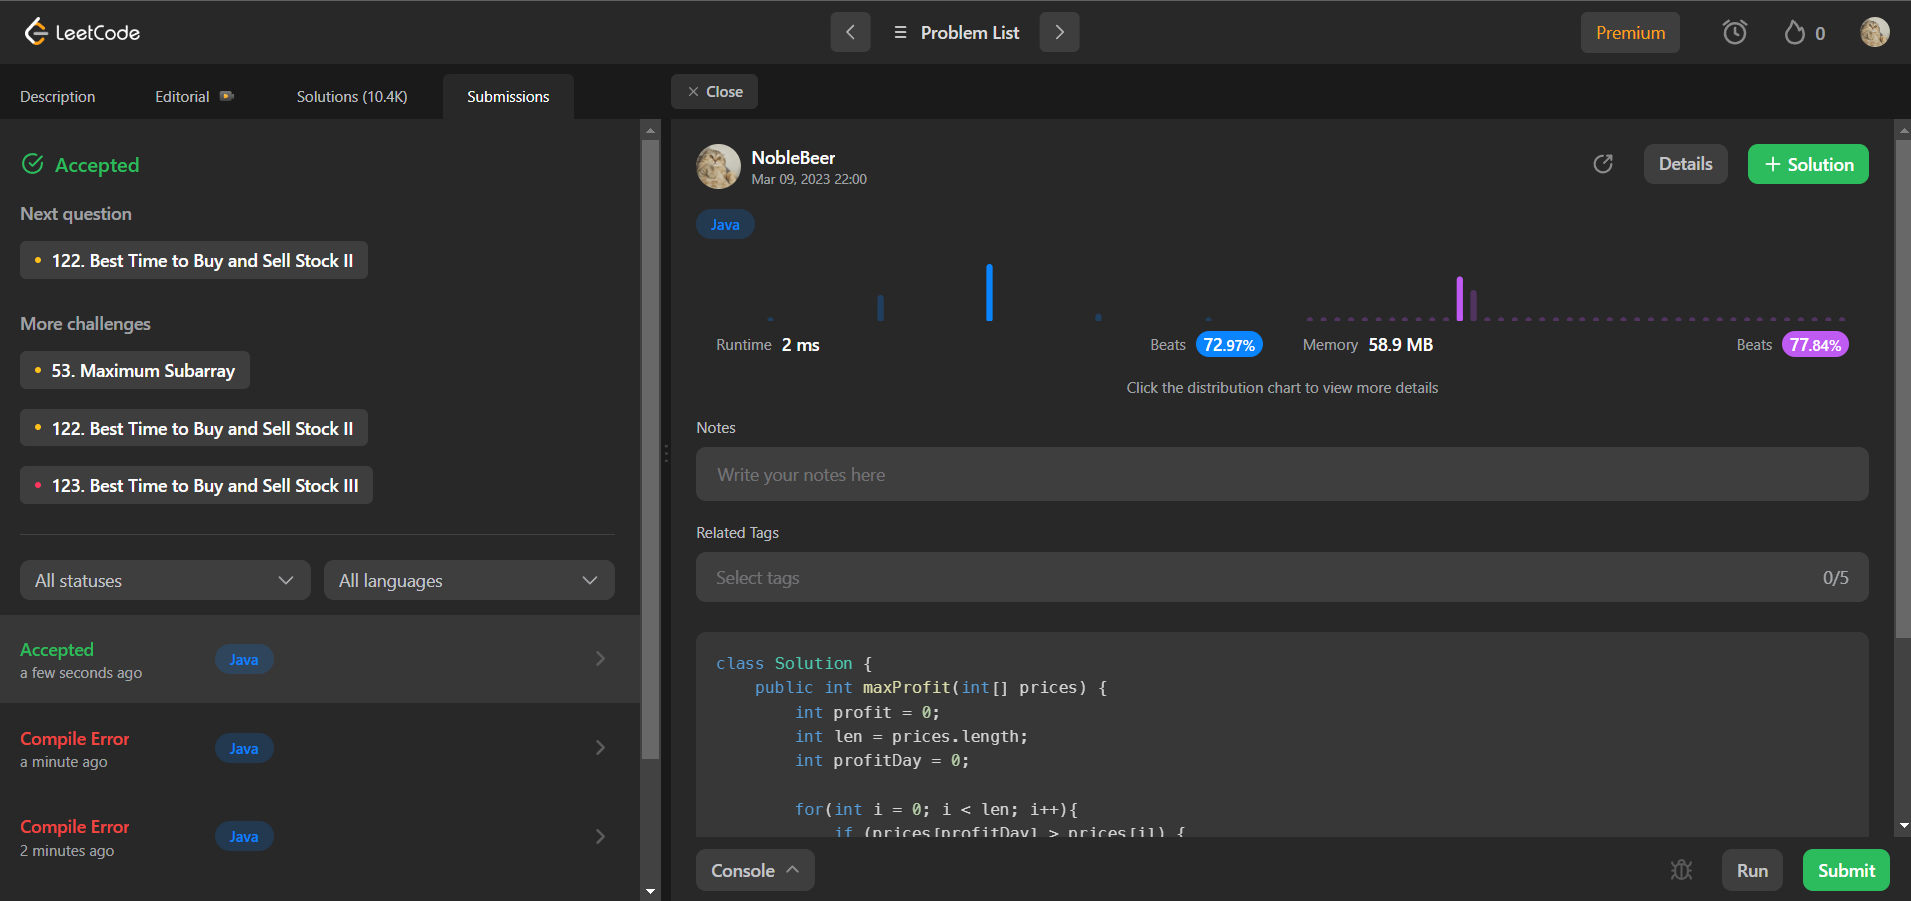 LeetCode
Problem List
Premium
0
Description
Editorial
Solutions (10.4K)
Submissions
Close
Accepted
Next question
122. Best Time to Buy and Sell Stock II
More challenges
53. Maximum Subarray
122. Best Time to Buy and Sell Stock II
123. Best Time to Buy and Sell Stock III
All statuses
All languages
Accepted
a few seconds ago
Java
Compile Error
a minute ago
Java
Compile Error
2 minutes ago
Java
NobleBeer
Mar 09, 2023 22:00
Details
+ Solution
Java
Runtime 2 ms
Beats 72.97%
Memory 58.9 MB
Beats 77.84%
Click the distribution chart to view more details
Notes
Write your notes here
Related Tags
Select tags
0/5
class Solution {
    public int maxProfit(int[] prices) {
        int profit = 0;
        int len = prices.length;
        int profitDay = 0;
        for(int i = 0; i < len; i++){
            if (prices[profitDay] > prices[i]) {
Console
Run
Submit